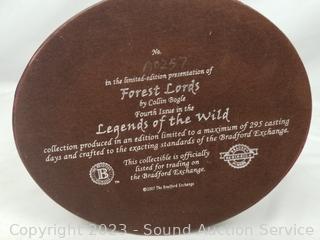 No. A0257
in the limited-edition presentation of
Forest Lords
by Collin Bogle
Fourth Issue in the
Legends of the Wild
collection produced in an edition limited to a maximum of 295 casting
days and crafted to the exacting standards of the Bradford Exchange.
This collectible is officially
listed for trading on
the Bradford Exchange.
B
TM
©1997 The Bradford Exchange
Copyright 2023 - Sound Auction Service